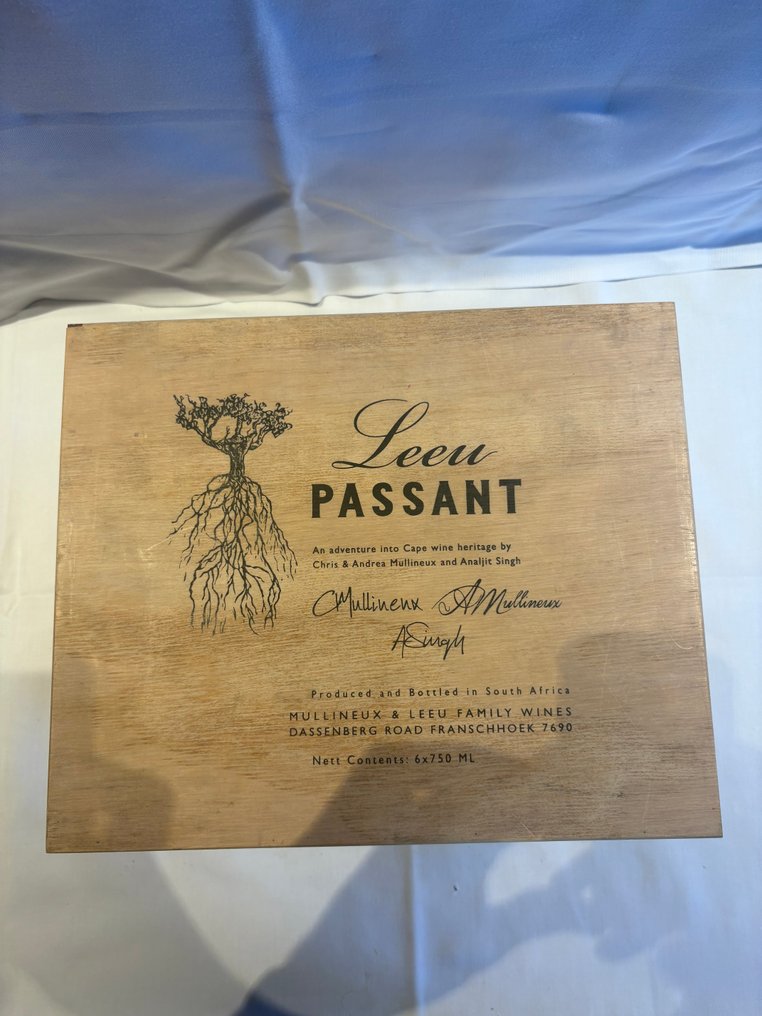 Leeu
PASSANT
An adventure into Cape wine heritage by
Chris & Andrea Mullineux and Analjit Singh
CMullineux AMullineux
ASingh
Produced and Bottled in South Africa
MULLINEUX & LEEU FAMILY WINES
DASSENBERG ROAD FRANSCHHOEK 7690
Nett Contents: 6x750 ML